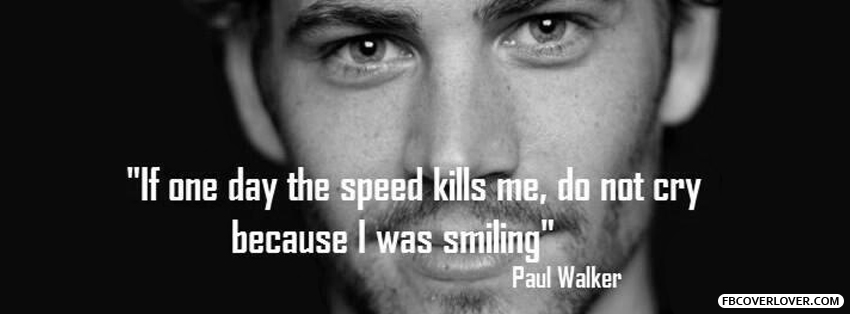 "If one day the speed kills me, do not cry
because I was smiling"
Paul Walker
FBCOVERLOVER.COM